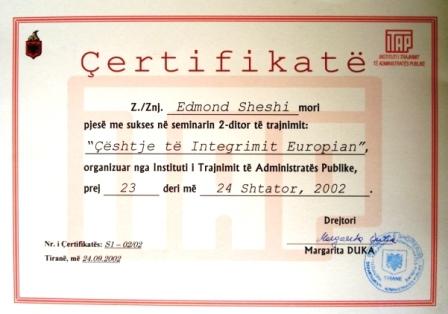 ITAP
INSTITUTI I TRAJNIMIT
TË ADMINISTRATËS PUBLIKE
Çertifikatë
Z./Znj. Edmond Sheshi mori
pjesë me sukses në seminarin 2-ditor të trajnimit:
“Çështje të Integrimit Europian”,
organizuar nga Instituti i Trajnimit të Administratës Publike,
prej 23 deri më 24 Shtator, 2002.
Drejtori
Margarita DUKA
Nr. i Çertifikatës: S1 – 02/02
Tiranë, më 24.09.2002
TIRANE